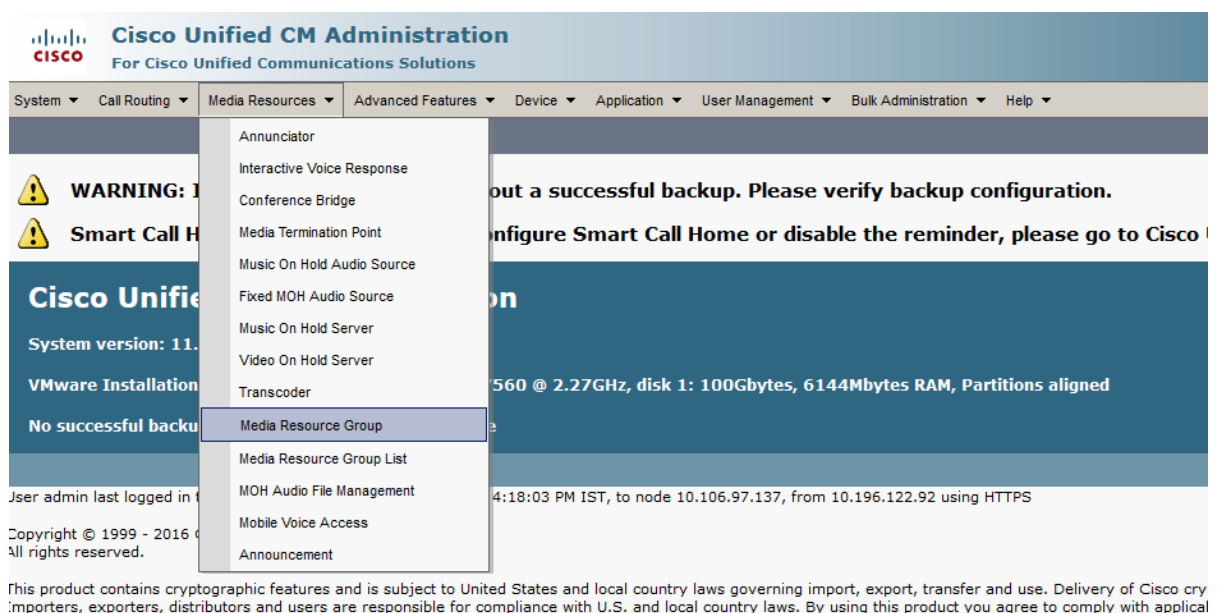 cisco
Cisco Unified CM Administration
For Cisco Unified Communications Solutions
System Call Routing Media Resources Advanced Features Device Application User Management Bulk Administration Help
Annunciator
Interactive Voice Response
Conference Bridge
Media Termination Point
Music On Hold Audio Source
Fixed MOH Audio Source
Music On Hold Server
Video On Hold Server
Transcoder
Media Resource Group
Media Resource Group List
MOH Audio File Management
Mobile Voice Access
Announcement
WARNING: out a successful backup. Please verify backup configuration.
Smart Call H nfigure Smart Call Home or disable the reminder, please go to Cisco
Cisco Unifie on
System version: 11.
VMware Installation 560 @ 2.27GHz, disk 1: 100Gbytes, 6144Mbytes RAM, Partitions aligned
No successful backu
User admin last logged in 4:18:03 PM IST, to node 10.106.97.137, from 10.196.122.92 using HTTPS
Copyright © 1999 - 2016
All rights reserved.
This product contains cryptographic features and is subject to United States and local country laws governing import, export, transfer and use. Delivery of Cisco cry
Importers, exporters, distributors and users are responsible for compliance with U.S. and local country laws. By using this product you agree to comply with applical